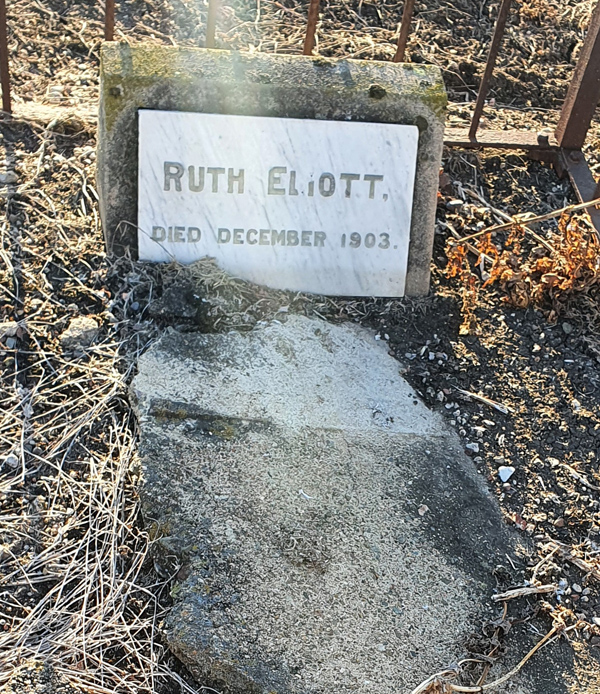 RUTH ELIOTT,
DIED DECEMBER 1903.